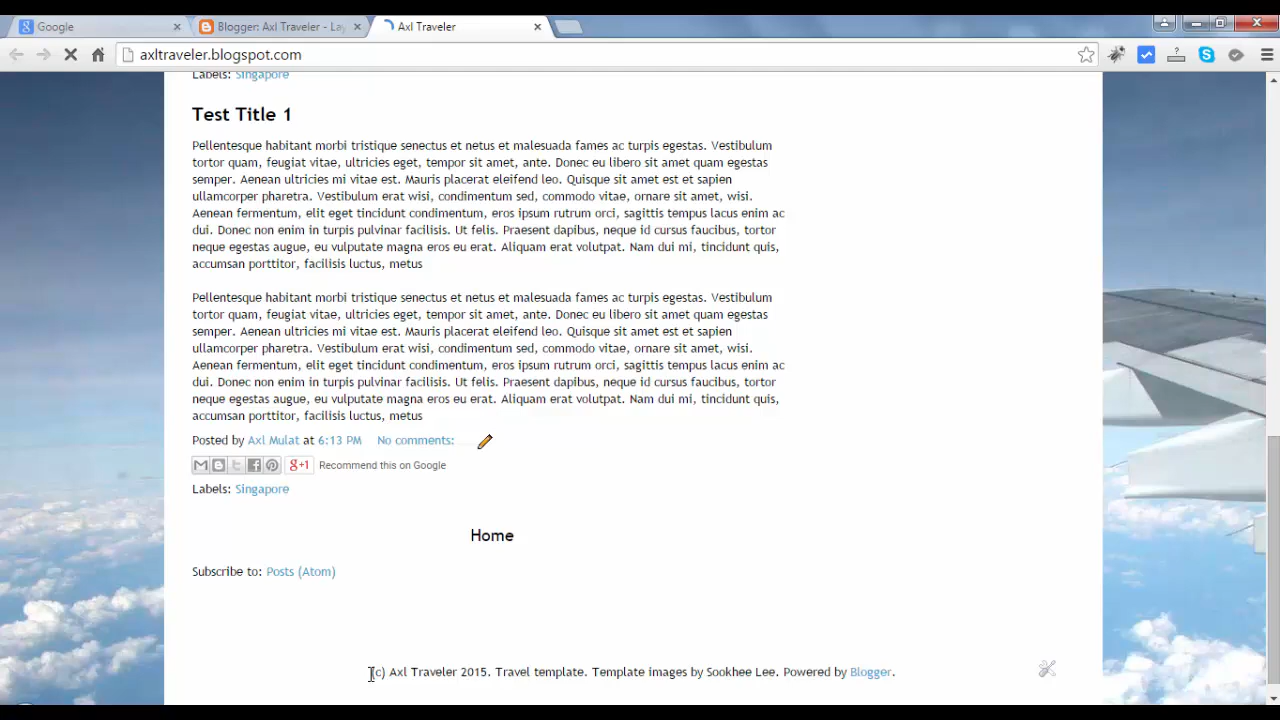 Google
Blogger: Axl Traveler - La
Axl Traveler
axltraveler.blogspot.com
Labels: Singapore
Test Title 1
Pellentesque habitant morbi tristique senectus et netus et malesuada fames ac turpis egestas. Vestibulum
tortor quam, feugiat vitae, ultricies eget, tempor sit amet, ante. Donec eu libero sit amet quam egestas
semper. Aenean ultricies mi vitae est. Mauris placerat eleifend leo. Quisque sit amet est et sapien
ullamcorper pharetra. Vestibulum erat wisi, condimentum sed, commodo vitae, ornare sit amet, wisi.
Aenean fermentum, elit eget tincidunt condimentum, eros ipsum rutrum orci, sagittis tempus lacus enim ac
dui. Donec non enim in turpis pulvinar facilisis. Ut felis. Praesent dapibus, neque id cursus faucibus, tortor
neque egestas augue, eu vulputate magna eros eu erat. Aliquam erat volutpat. Nam dui mi, tincidunt quis,
accumsan porttitor, facilisis luctus, metus
Pellentesque habitant morbi tristique senectus et netus et malesuada fames ac turpis egestas. Vestibulum
tortor quam, feugiat vitae, ultricies eget, tempor sit amet, ante. Donec eu libero sit amet quam egestas
semper. Aenean ultricies mi vitae est. Mauris placerat eleifend leo. Quisque sit amet est et sapien
ullamcorper pharetra. Vestibulum erat wisi, condimentum sed, commodo vitae, ornare sit amet, wisi.
Aenean fermentum, elit eget tincidunt condimentum, eros ipsum rutrum orci, sagittis tempus lacus enim ac
dui. Donec non enim in turpis pulvinar facilisis. Ut felis. Praesent dapibus, neque id cursus faucibus, tortor
neque egestas augue, eu vulputate magna eros eu erat. Aliquam erat volutpat. Nam dui mi, tincidunt quis,
accumsan porttitor, facilisis luctus, metus
Posted by Axl Mulat at 6:13 PM No comments:
g+1 Recommend this on Google
Labels: Singapore
Home
Subscribe to: Posts (Atom)
(c) Axl Traveler 2015. Travel template. Template images by Sookhee Lee. Powered by Blogger.